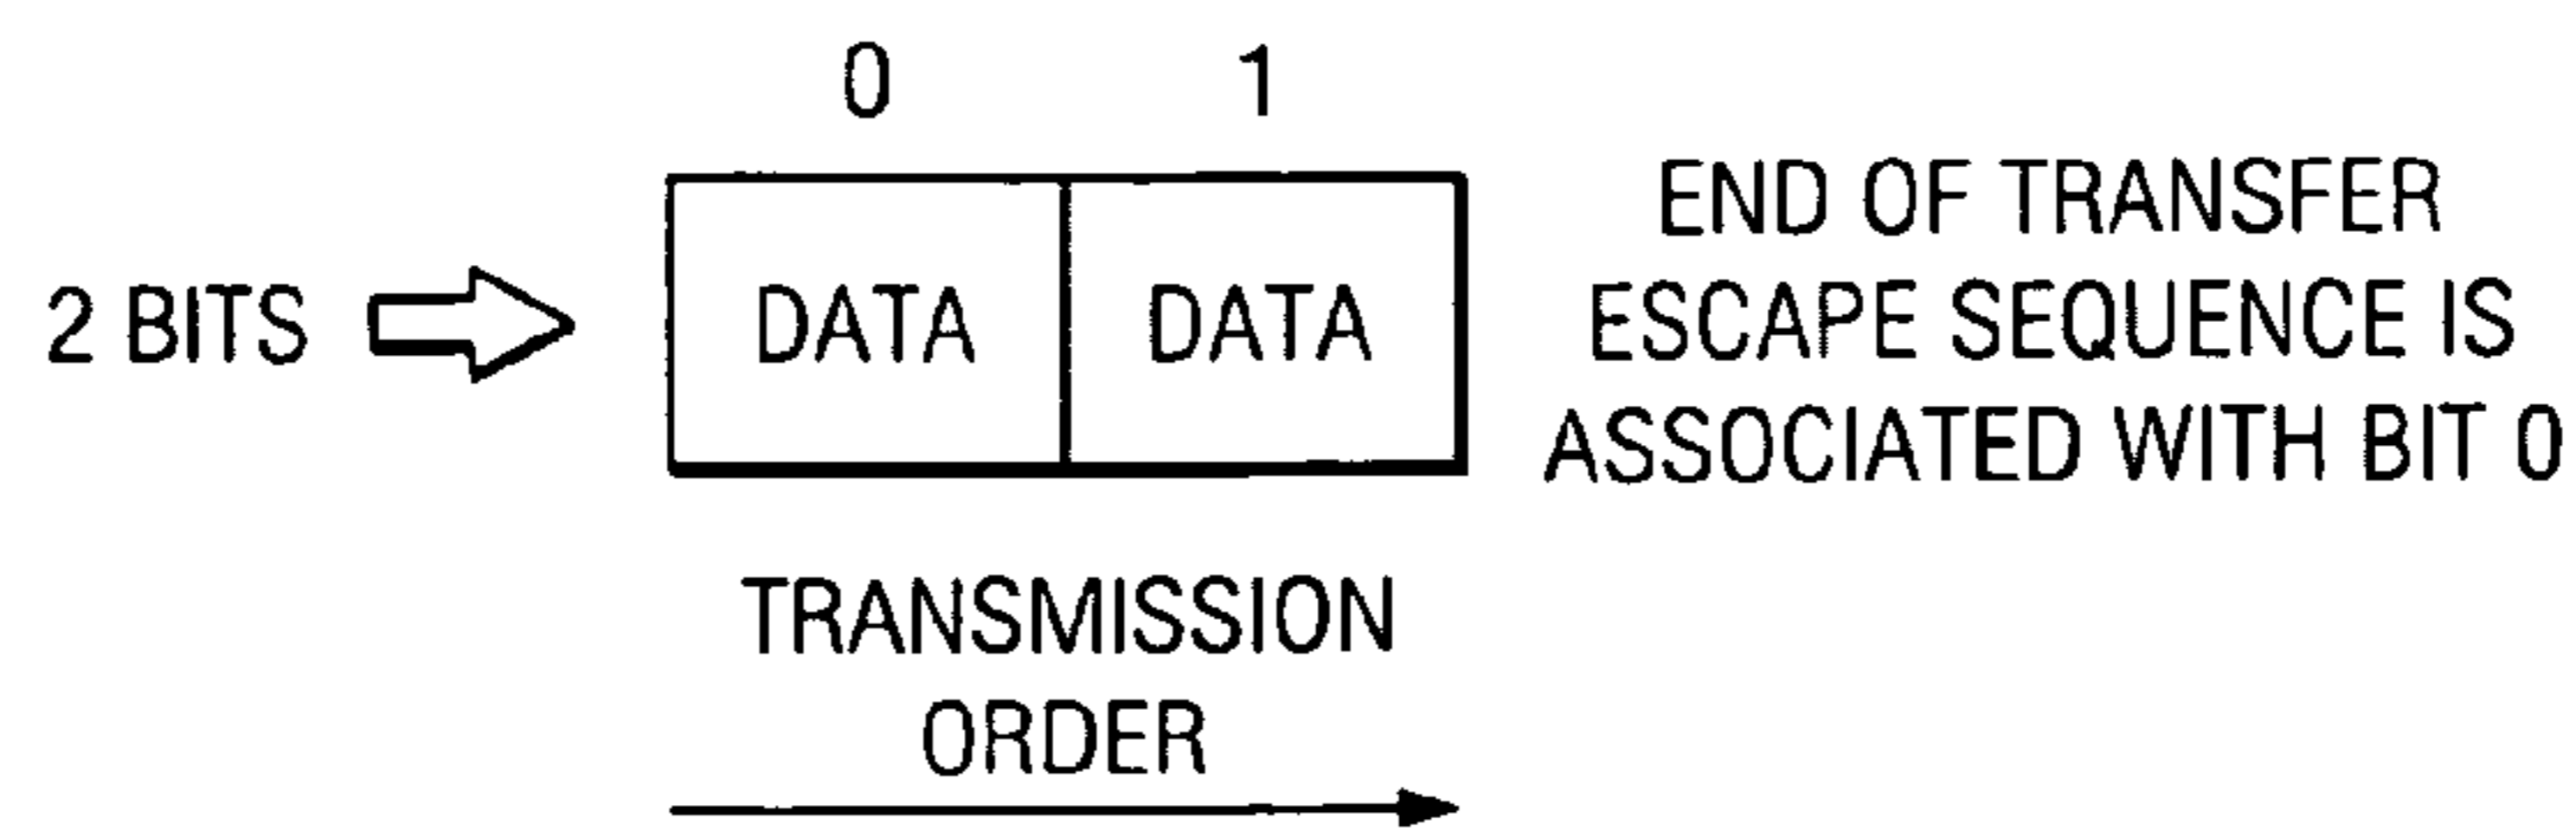 0 1
2 BITS DATA DATA
END OF TRANSFER
ESCAPE SEQUENCE IS
ASSOCIATED WITH BIT 0
TRANSMISSION
ORDER